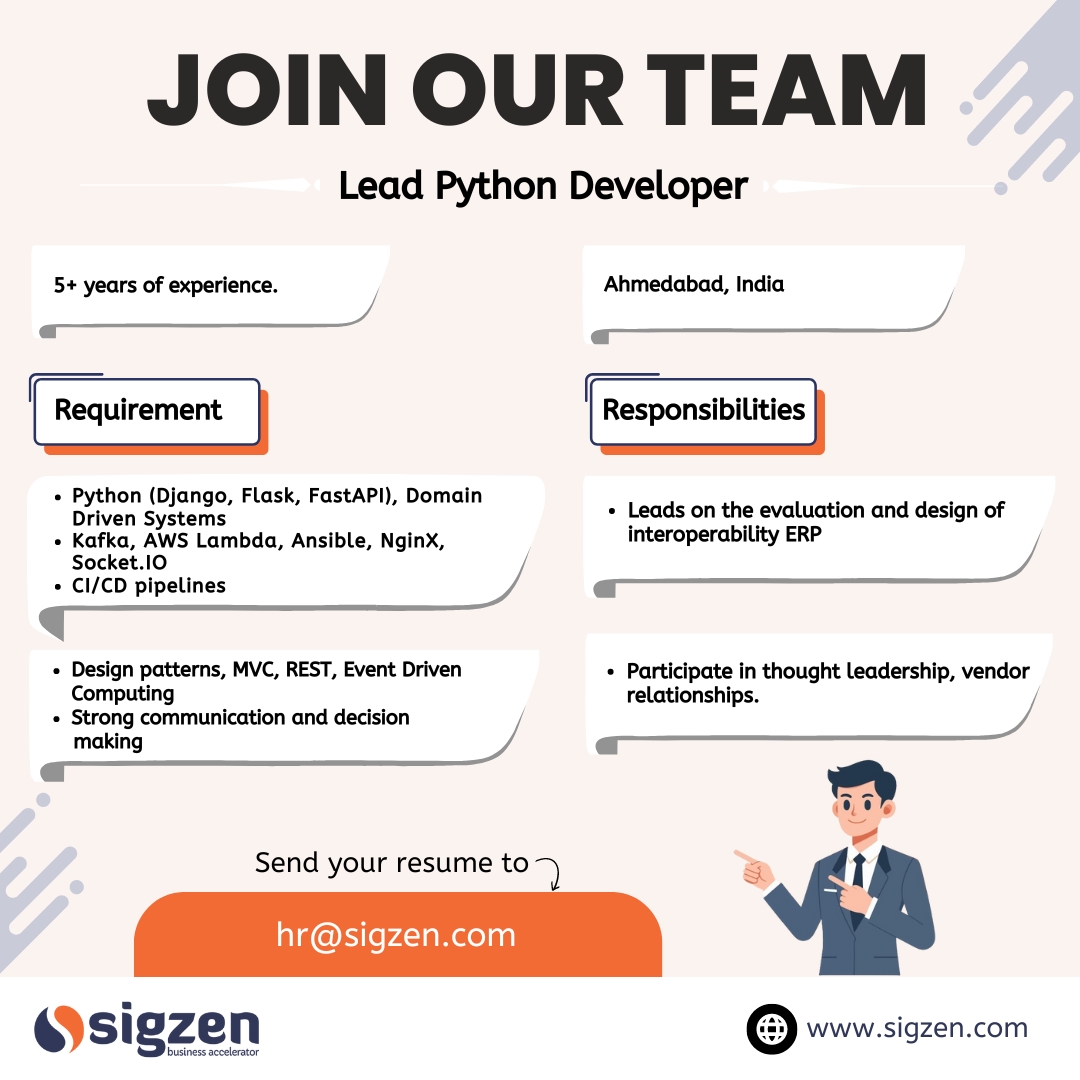 JOIN OUR TEAM
Lead Python Developer
5+ years of experience.
Ahmedabad, India
Requirement
• Python (Django, Flask, FastAPI), Domain
Driven Systems
• Kafka, AWS Lambda, Ansible, NginX,
Socket.IO
• CI/CD pipelines
• Design patterns, MVC, REST, Event Driven
Computing
• Strong communication and decision
making
Responsibilities
• Leads on the evaluation and design of
interoperability ERP
• Participate in thought leadership, vendor
relationships.
Send your resume to
hr@sigzen.com
sigzen
business accelerator
www.sigzen.com